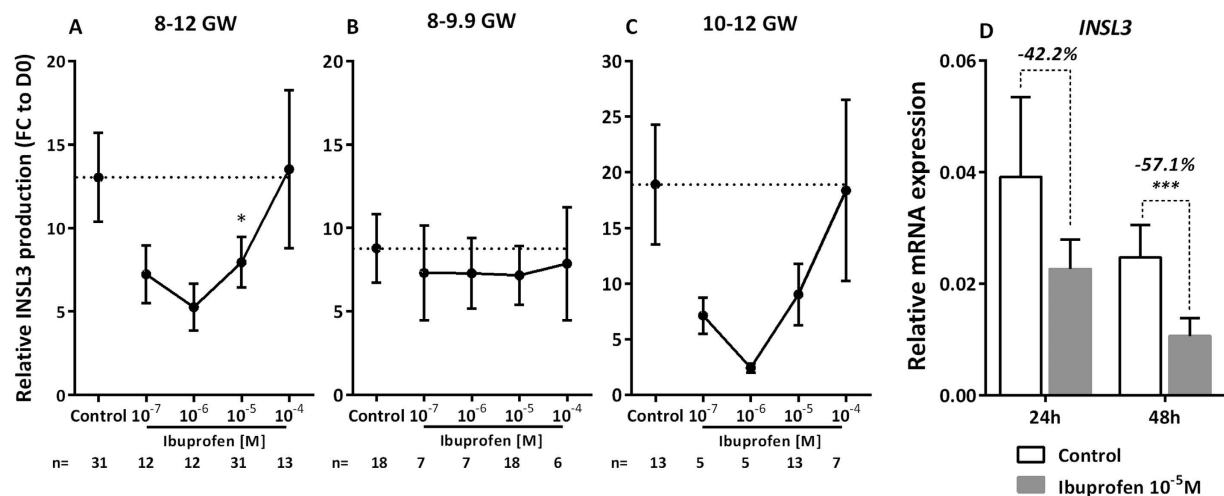 A 8-12 GW
Relative INSL3 production (FC to D0)
20
15
10
5
0
*
Control 10-7 10-6 10-5 10-4
Ibuprofen [M]
n= 31 12 12 31 13
B 8-9.9 GW
20
15
10
5
0
Control 10-7 10-6 10-5 10-4
Ibuprofen [M]
18 7 7 18 6
C 10-12 GW
30
25
20
15
10
5
0
Control 10-7 10-6 10-5 10-4
Ibuprofen [M]
n= 13 5 5 13 7
D INSL3
Relative mRNA expression
0.06
0.04
0.02
0.00
-42.2%
-57.1%
***
24h 48h
Control
Ibuprofen 10-5M